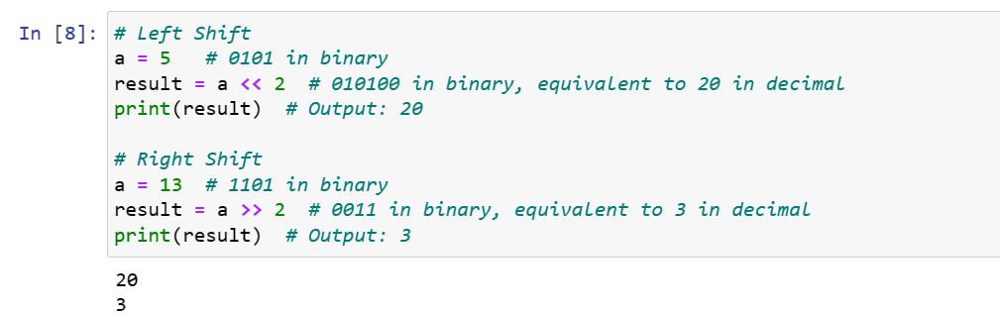 In [8]: # Left Shift
a = 5   # 0101 in binary
result = a << 2  # 010100 in binary, equivalent to 20 in decimal
print(result)  # Output: 20
# Right Shift
a = 13  # 1101 in binary
result = a >> 2  # 0011 in binary, equivalent to 3 in decimal
print(result)  # Output: 3
20
3